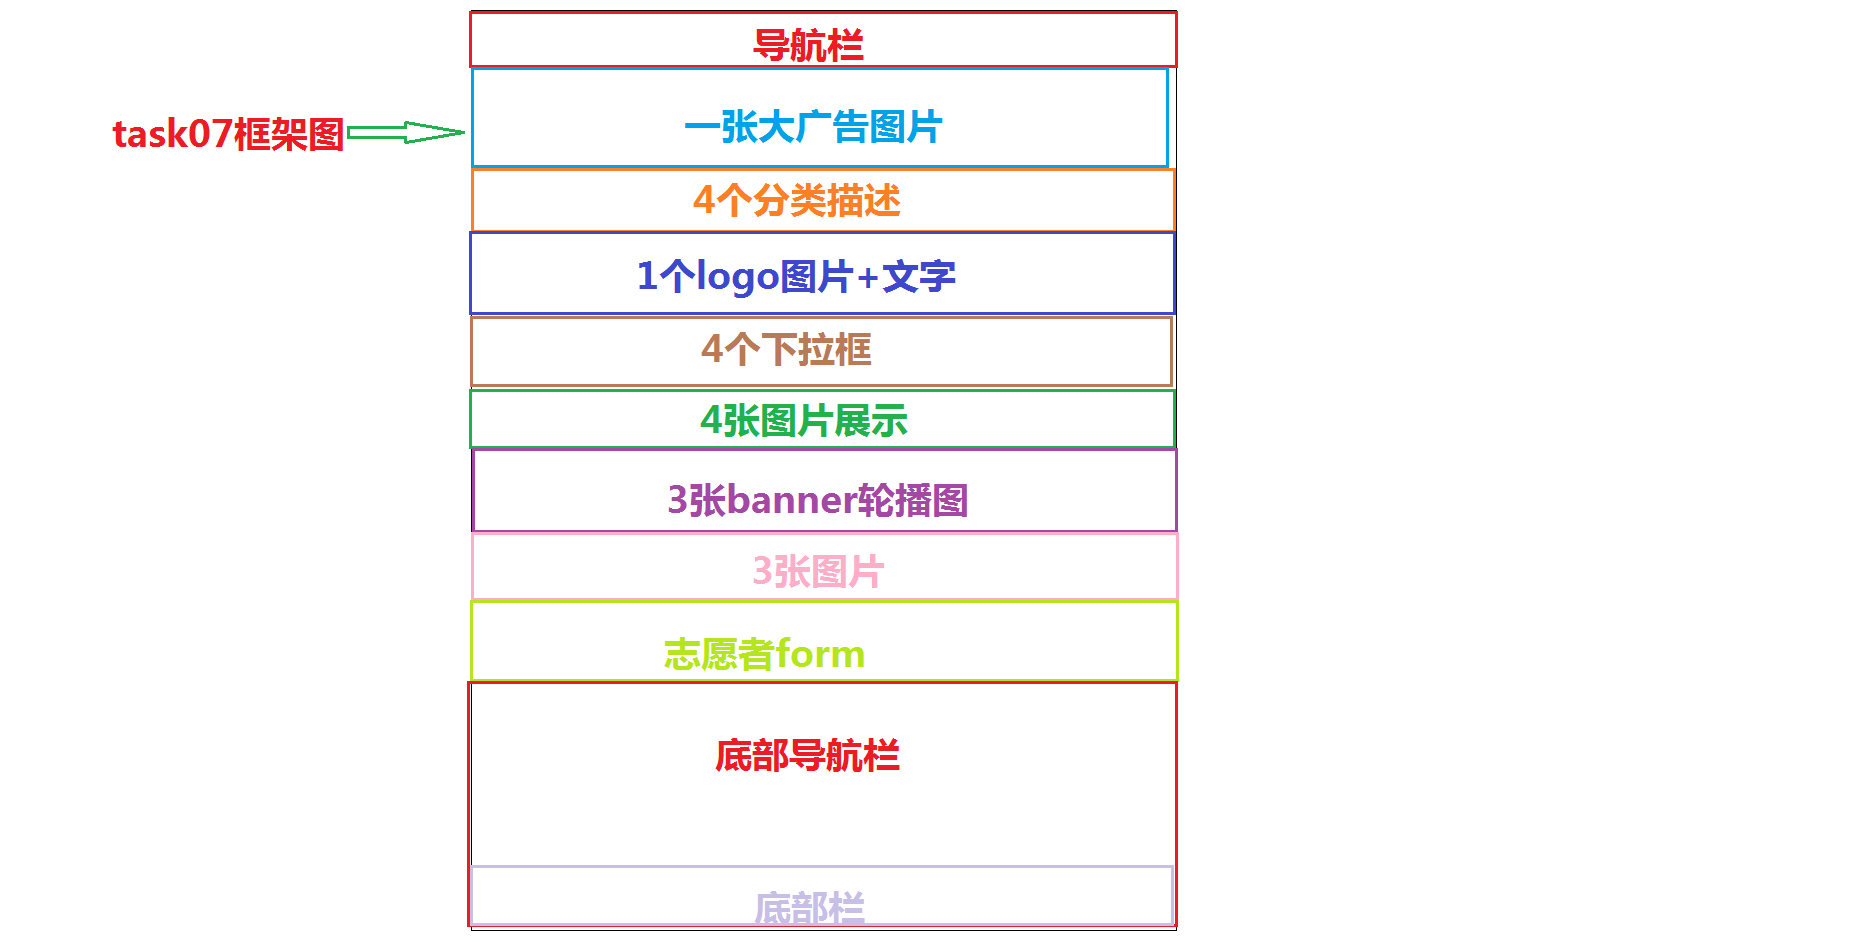 导航栏
一张大广告图片
task07框架图
4个分类描述
1个logo图片+文字
4个下拉框
4张图片展示
3张banner轮播图
3张图片
志愿者form
底部导航栏
底部栏